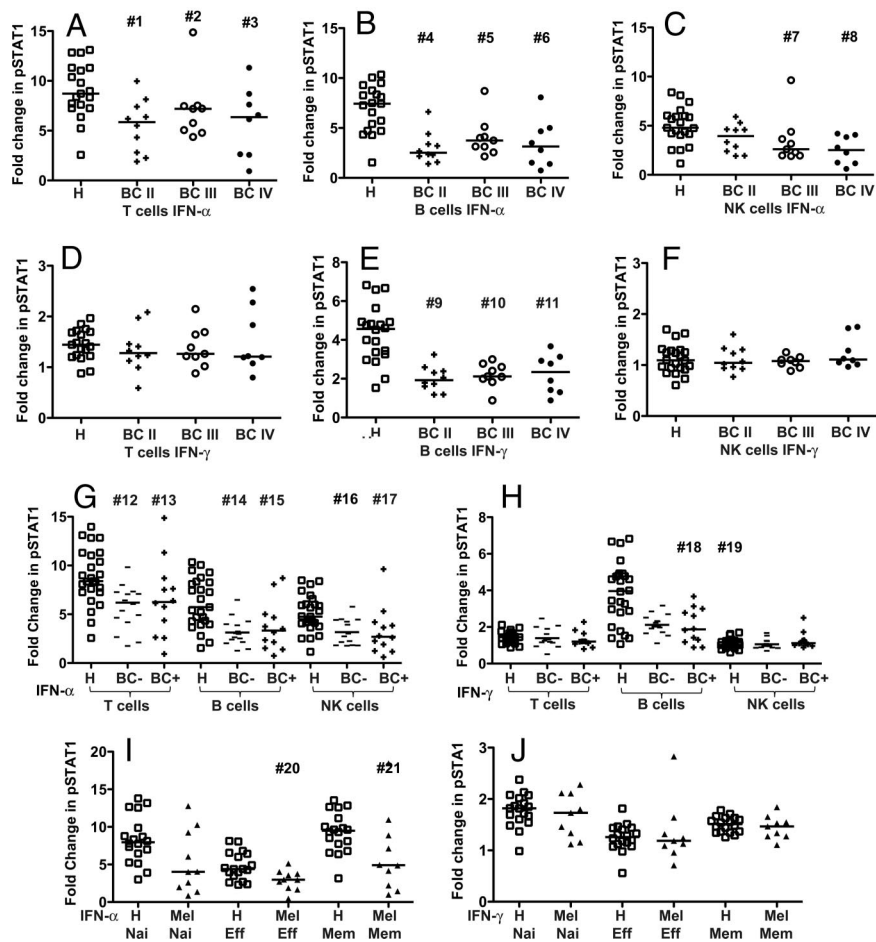 A
Fold change in pSTAT1
#1 #2 #3
15
10
5
0
H BC II BC III BC IV
T cells IFN-α
B
Fold change in pSTAT1
#4 #5 #6
15
10
5
0
H BC II BC III BC IV
B cells IFN-α
C
Fold change in pSTAT1
#7 #8
15
10
5
0
H BC II BC III BC IV
NK cells IFN-α
D
Fold change in pSTAT1
3
2
1
0
H BC II BC III BC IV
T cells IFN-γ
E
Fold change in pSTAT1
#9 #10 #11
8
6
4
2
0
H BC II BC III BC IV
B cells IFN-γ
F
Fold change in pSTAT1
3
2
1
0
H BC II BC III BC IV
NK cells IFN-γ
G
Fold Change in pSTAT1
#12 #13 #14 #15 #16 #17
15
10
5
0
H BC- BC+ H BC- BC+ H BC- BC+
IFN-α
T cells B cells NK cells
H
Fold Change in pSTAT1
#18 #19
8
6
4
2
0
H BC- BC+ H BC- BC+ H BC- BC+
IFN-γ
T cells B cells NK cells
I
Fold Change in pSTAT1
#20 #21
20
15
10
5
0
IFN-α H Mel H Mel H Mel
Nai Nai Eff Eff Mem Mem
J
Fold Change in pSTA1
3
2
1
0
IFN-γ H Mel H Mel H Mel
Nai Nai Eff Eff Mem Mem